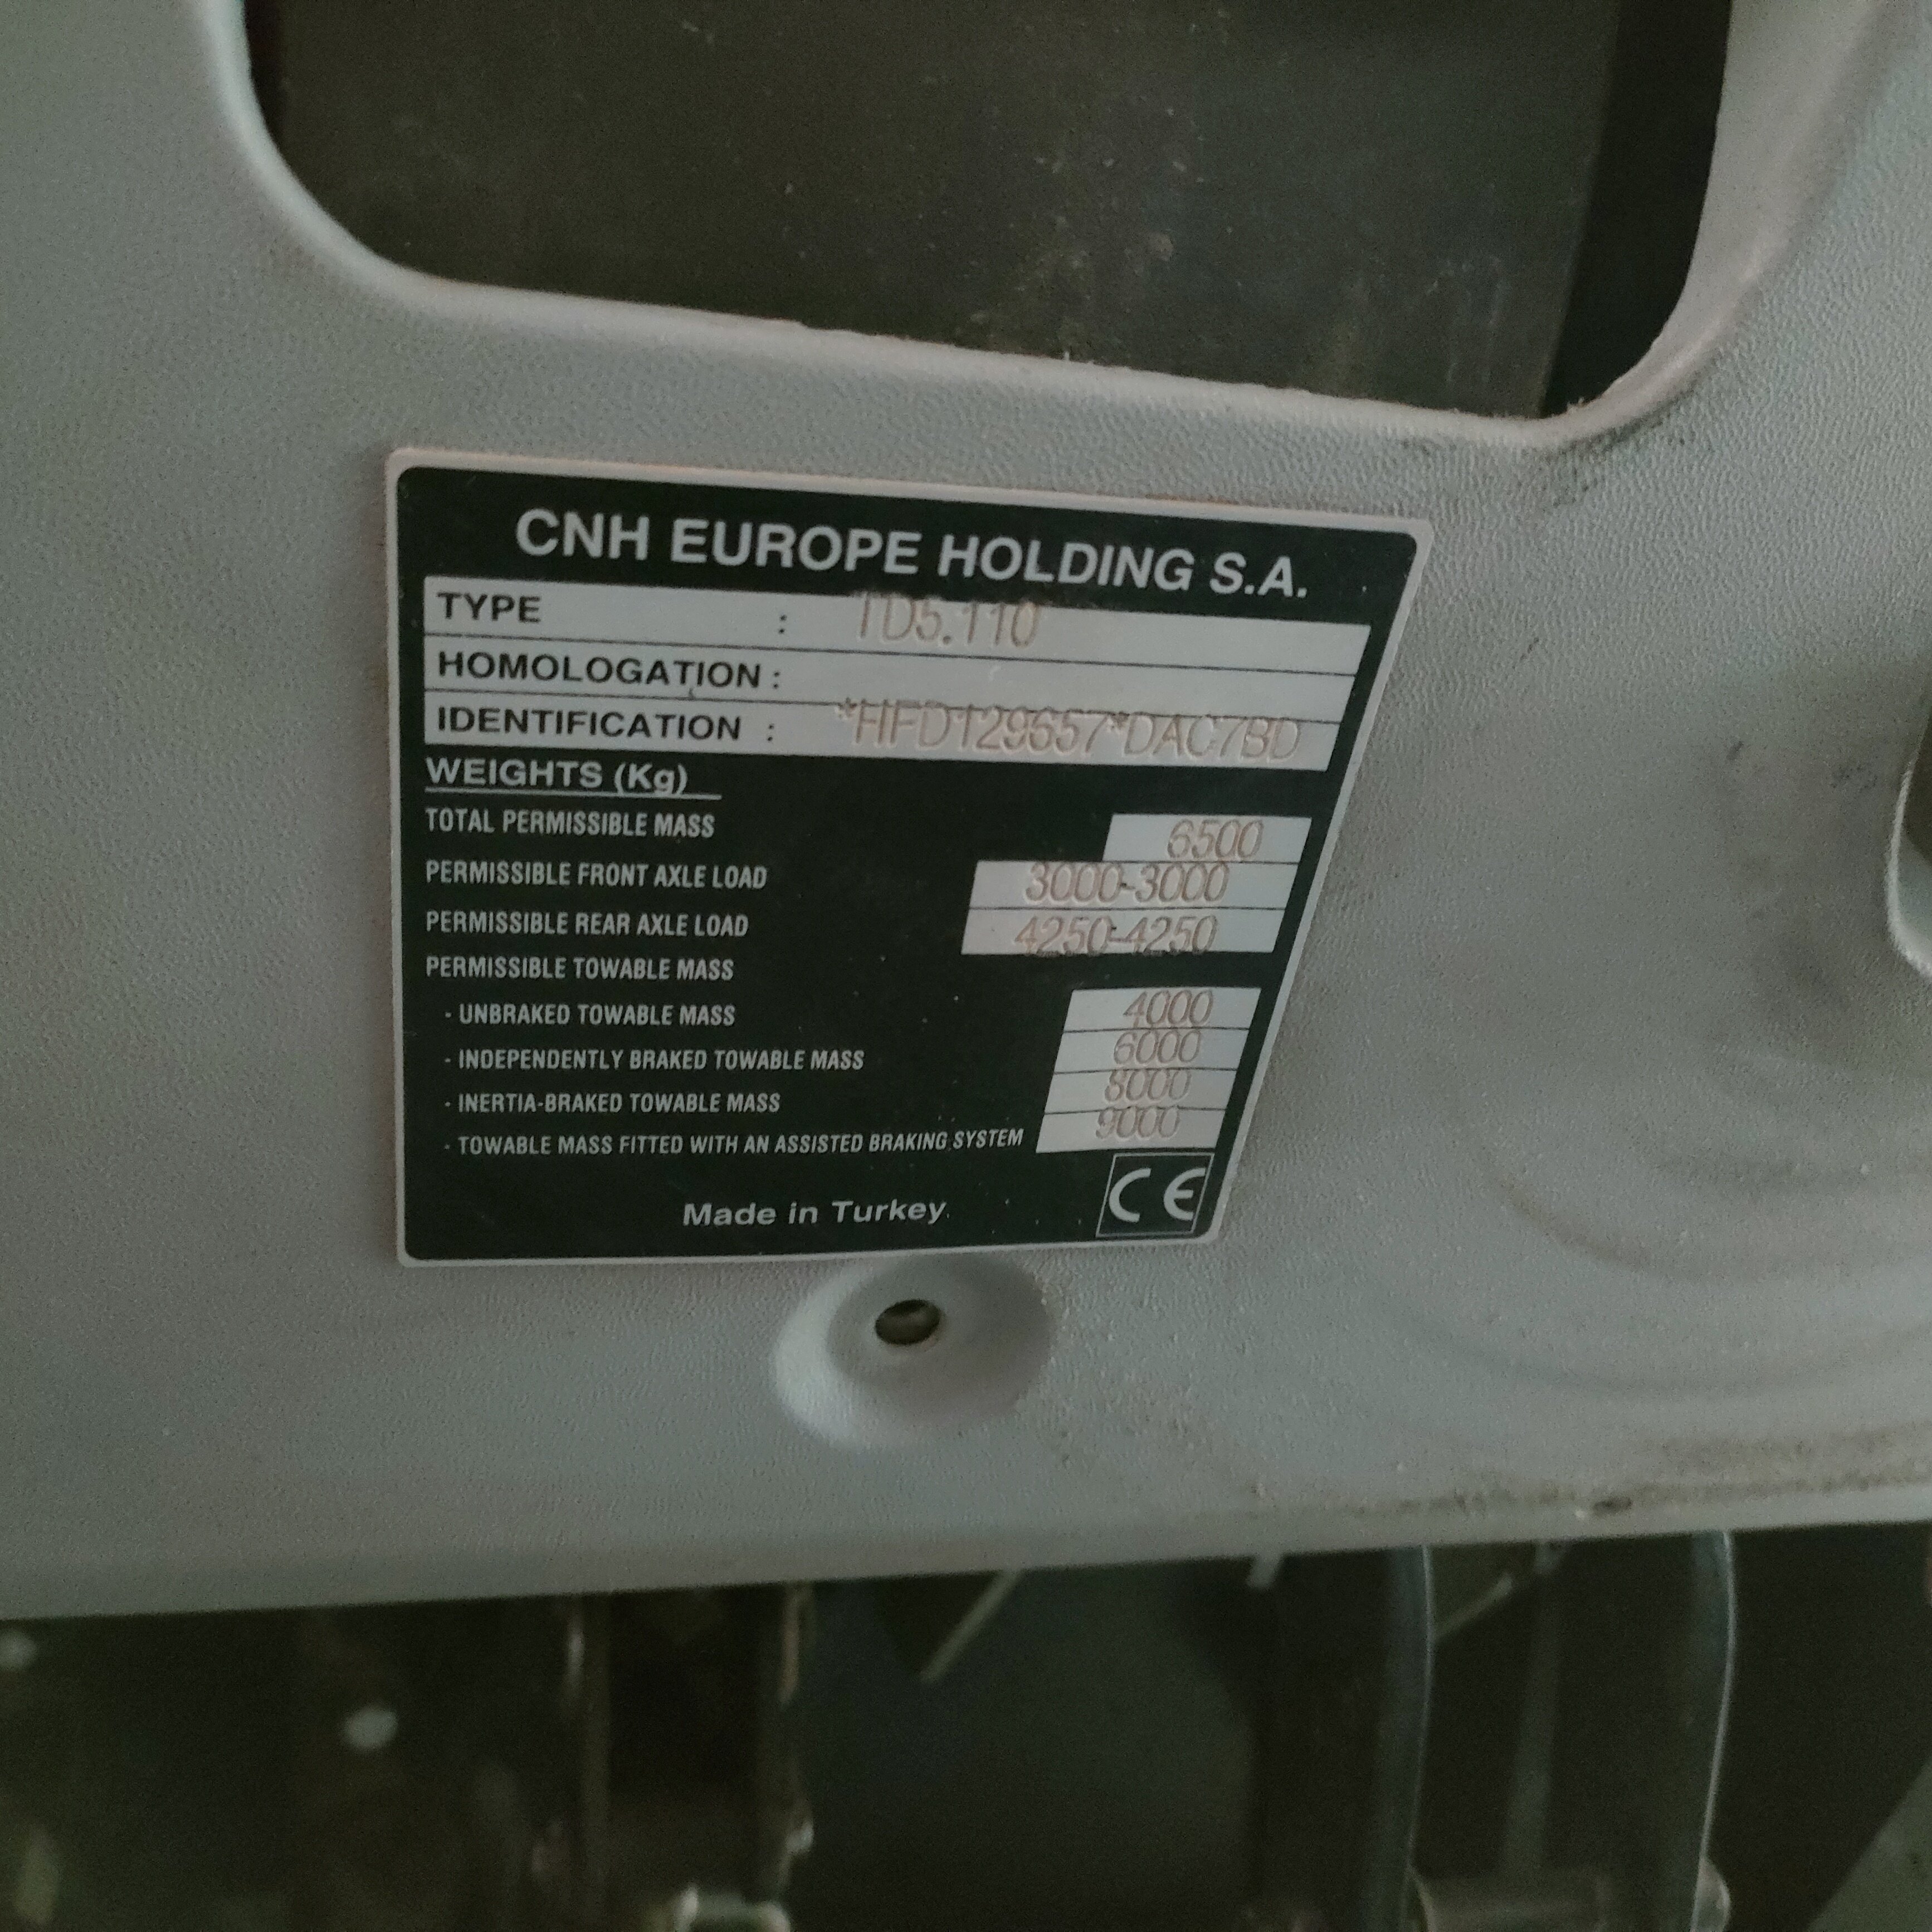 CNH EUROPE HOLDING S.A.
TYPE : TD5.110
HOMOLOGATION :
IDENTIFICATION : *HFD129657*DAC7BD
WEIGHTS (Kg)
TOTAL PERMISSIBLE MASS 6500
PERMISSIBLE FRONT AXLE LOAD 3000-3000
PERMISSIBLE REAR AXLE LOAD 4250-4250
PERMISSIBLE TOWABLE MASS
- UNBRAKED TOWABLE MASS 4000
- INDEPENDENTLY BRAKED TOWABLE MASS 6000
- INERTIA-BRAKED TOWABLE MASS 8000
- TOWABLE MASS FITTED WITH AN ASSISTED BRAKING SYSTEM 9000
Made in Turkey CE